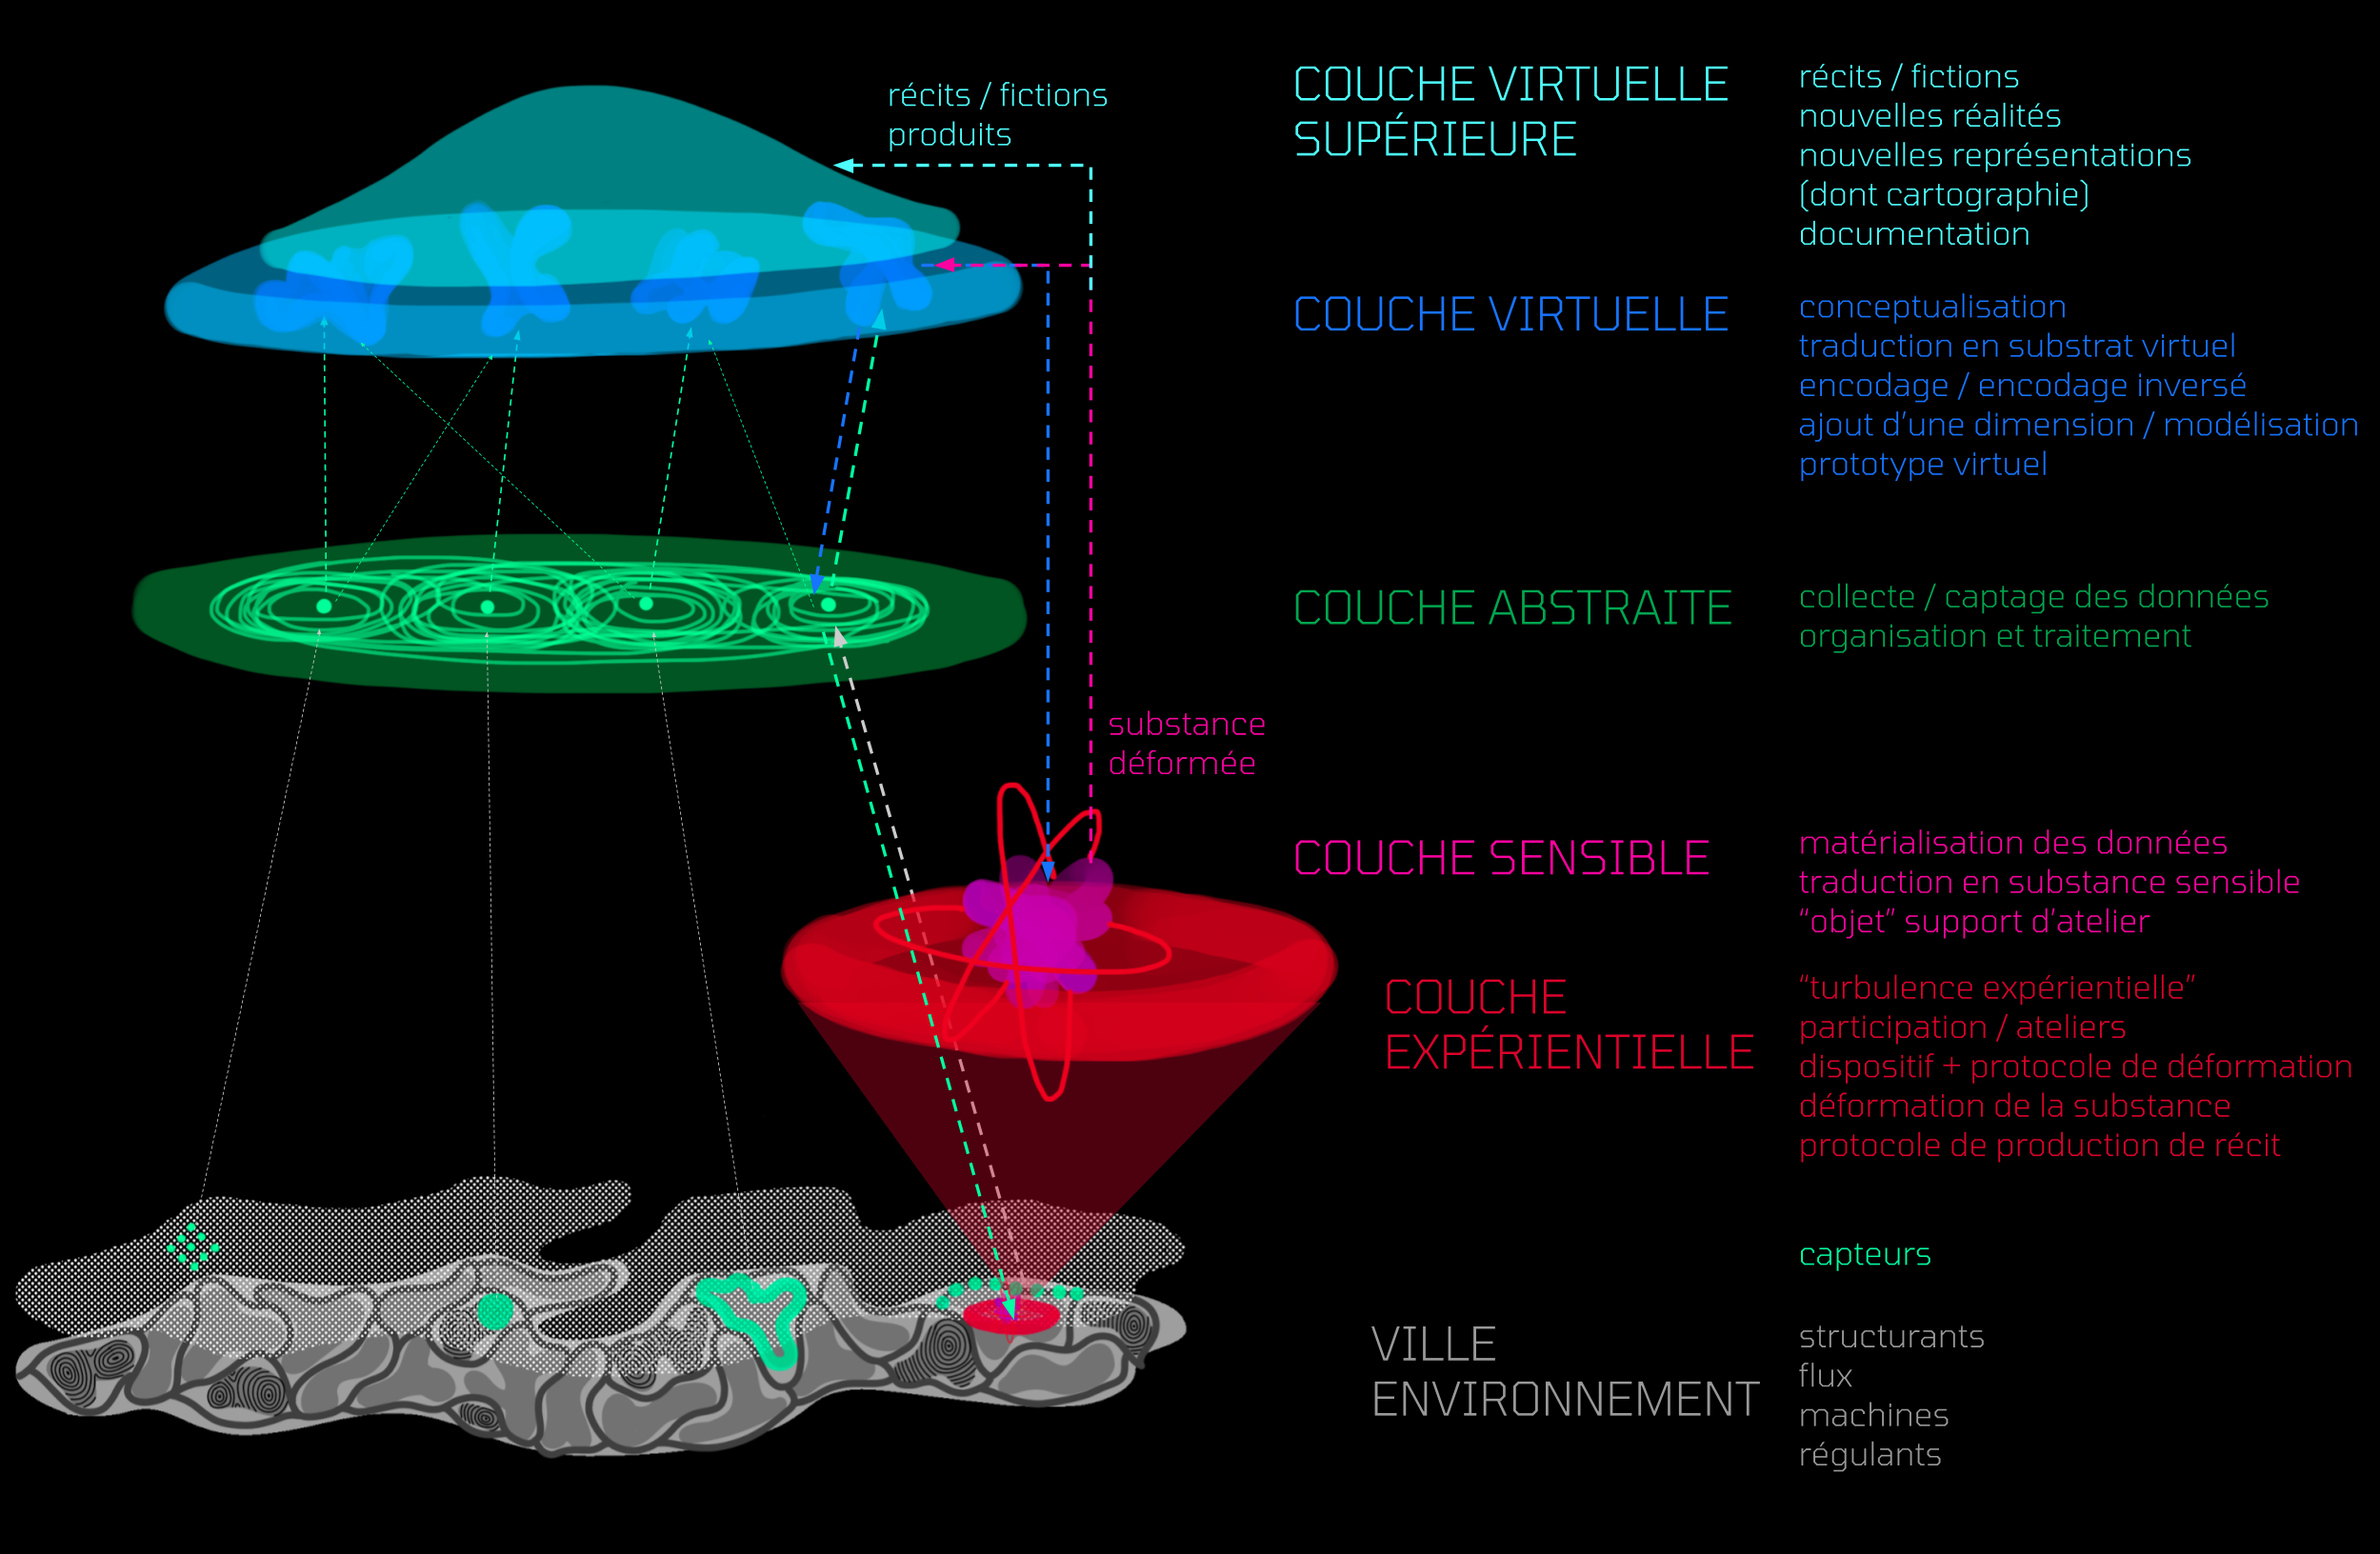 récits / fictions
produits
COUCHE VIRTUELLE
SUPÉRIEURE
récits / fictions
nouvelles réalités
nouvelles représentations
(dont cartographie)
documentation
COUCHE VIRTUELLE
conceptualisation
traduction en substrat virtuel
encodage / encodage inversé
ajout d’une dimension / modélisation
prototype virtuel
COUCHE ABSTRAITE
collecte / captage des données
organisation et traitement
substance
déformée
COUCHE SENSIBLE
matérialisation des données
traduction en substance sensible
“objet” support d’atelier
COUCHE
EXPÉRIENTIELLE
“turbulence expérientielle”
participation / ateliers
dispositif + protocole de déformation
déformation de la substance
protocole de production de récit
capteurs
VILLE
ENVIRONNEMENT
structurants
flux
machines
régulants